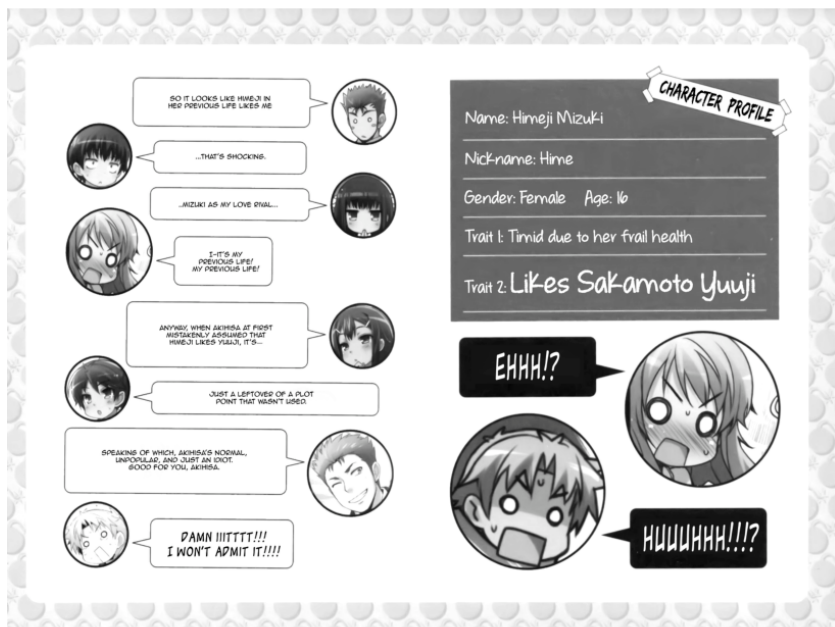 SO IT LOOKS LIKE HIMEJI IN
HER PREVIOUS LIFE LIKES ME
...THAT'S SHOCKING.
..MIZUKI AS MY LOVE RIVAL...
I-IT'S MY
PREVIOUS LIFE!
MY PREVIOUS LIFE!
ANYWAY, WHEN AKIHISA AT FIRST
MISTAKENLY ASSUMED THAT
HIMEJI LIKES YUUJI, IT'S...
JUST A LEFTOVER OF A PLOT
POINT THAT WASN'T USED.
SPEAKING OF WHICH, AKIHISA'S NORMAL,
UNPOPULAR, AND JUST AN IDIOT.
GOOD FOR YOU, AKIHISA.
DAMN IIITTTT!!!
I WON'T ADMIT IT!!!!
CHARACTER PROFILE
Name: Himeji Mizuki
Nickname: Hime
Gender: Female Age: 16
Trait 1: Timid due to her frail health
Trait 2: Likes Sakamoto Yuuji
EHHH!?
HUUUHHH!!!?